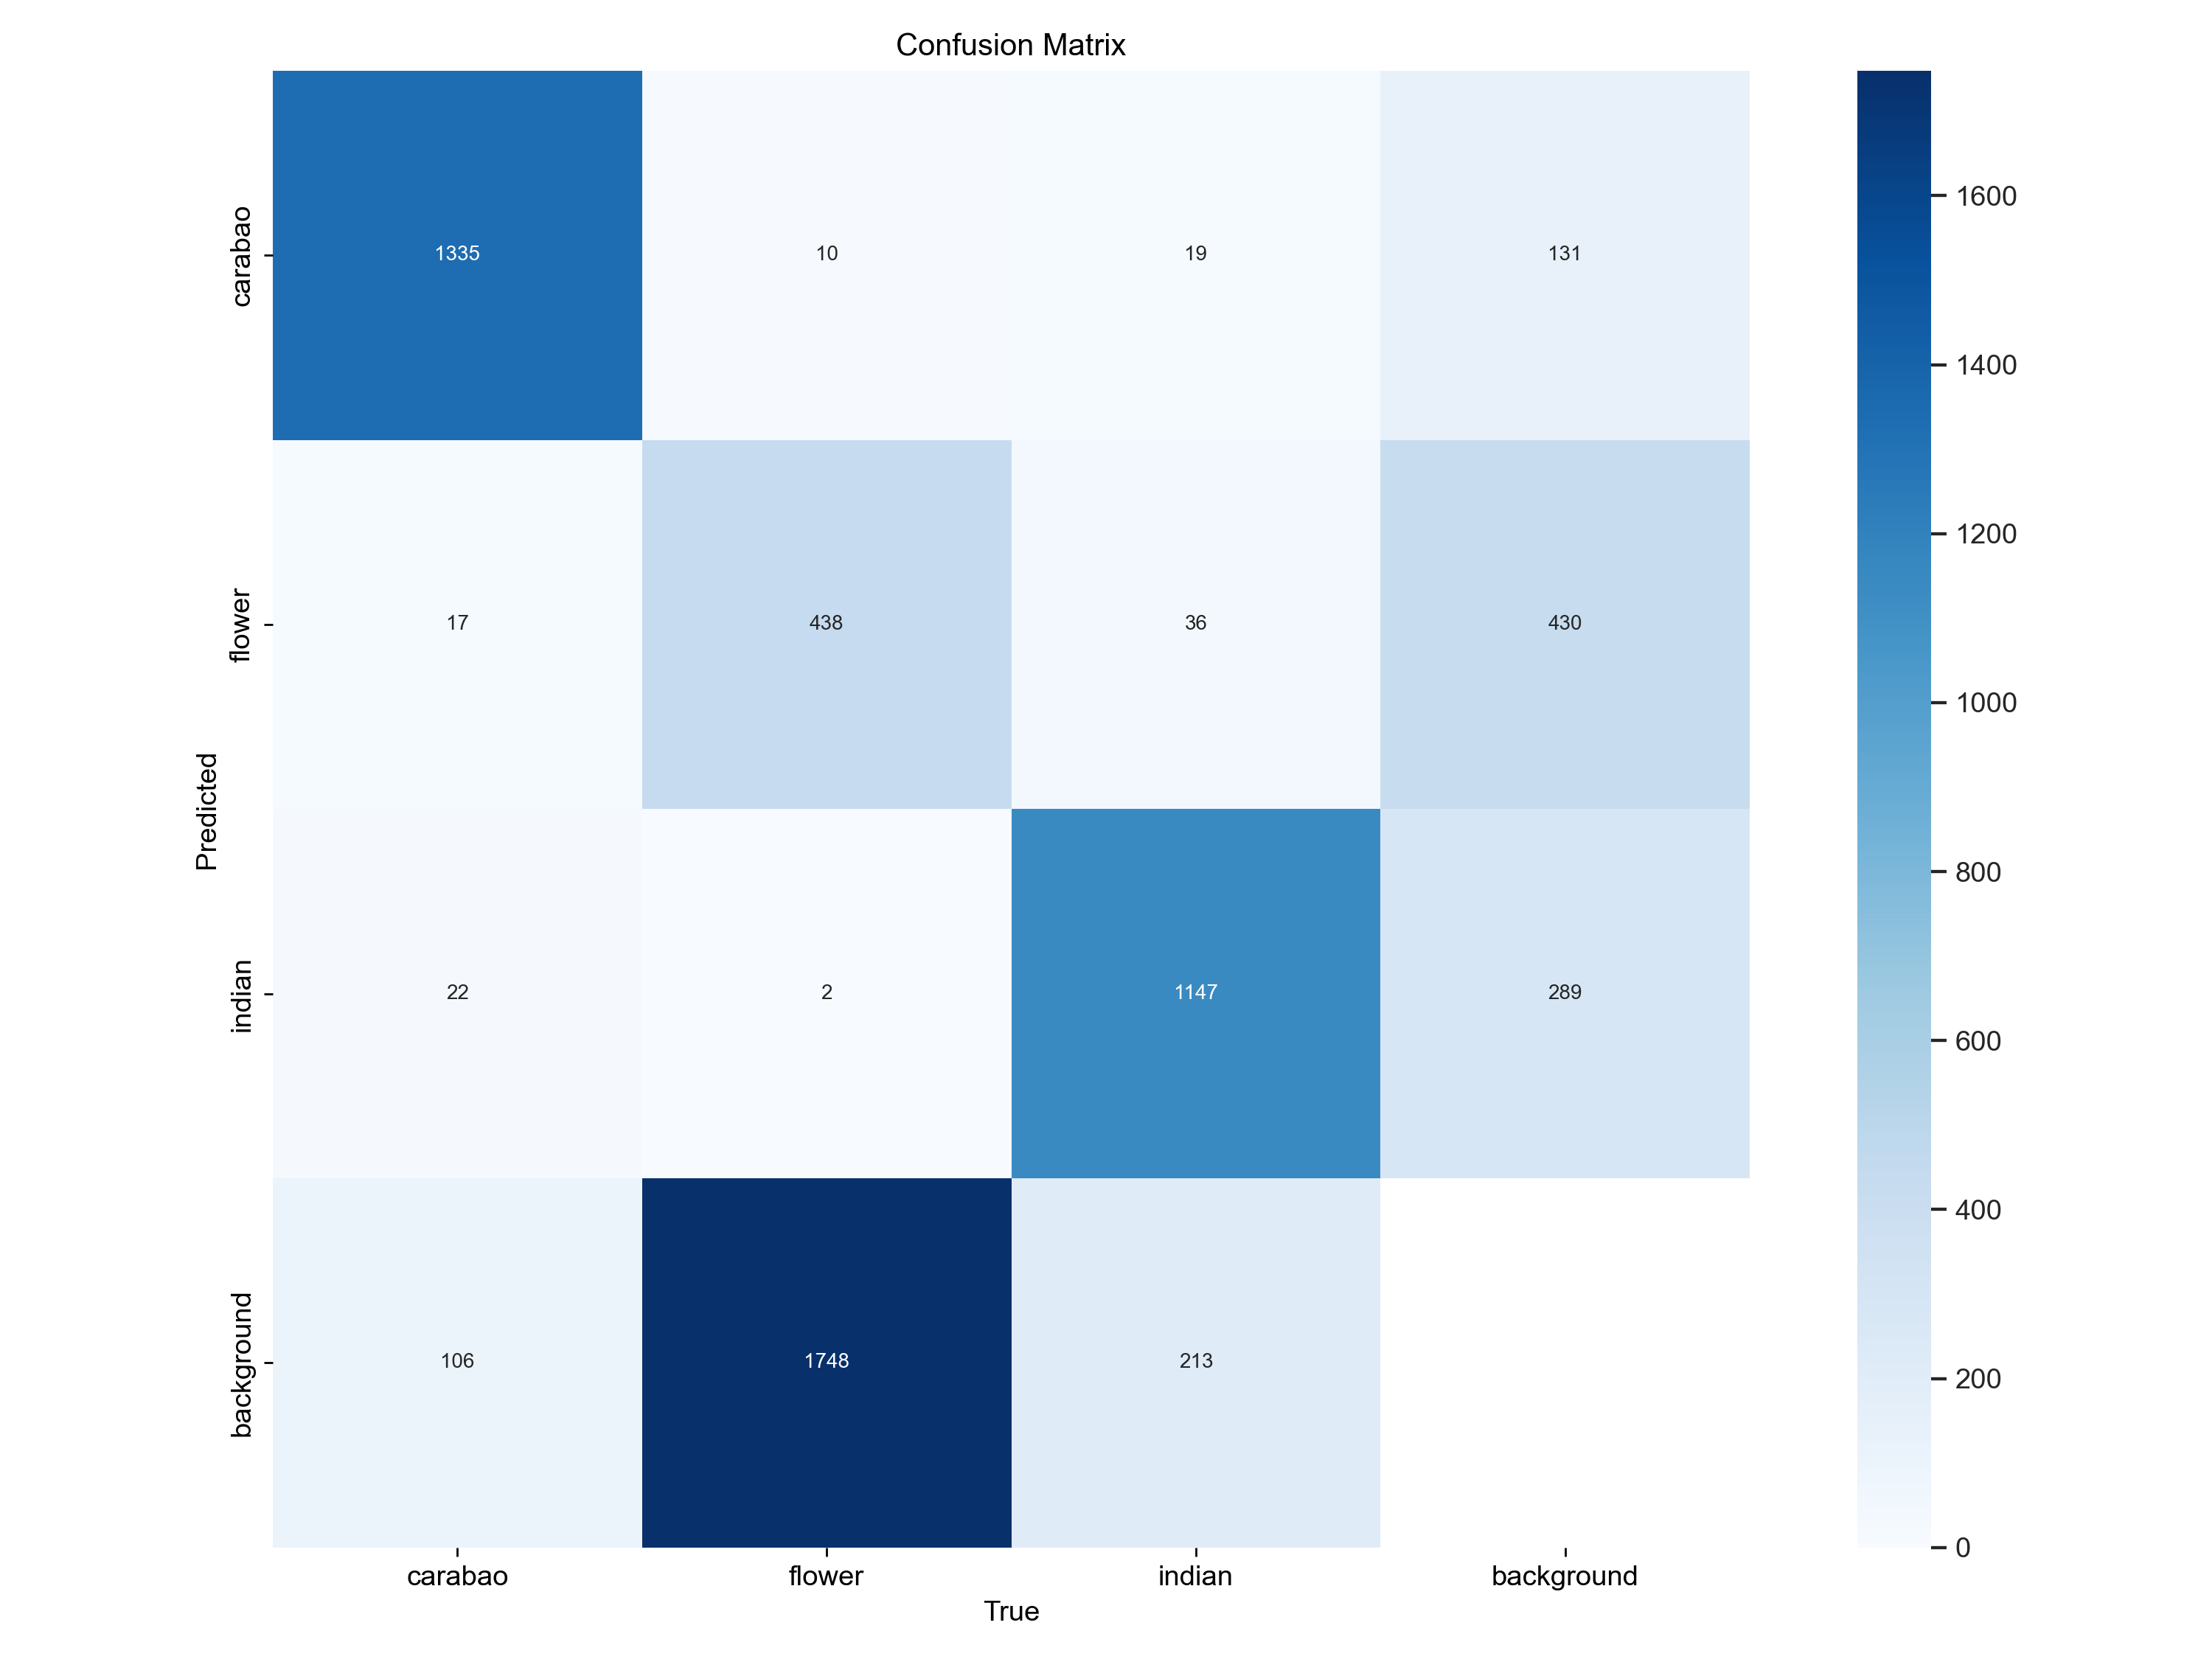 Confusion Matrix
carabao
1335
10
19
131
flower
17
438
36
430
indian
22
2
1147
289
background
106
1748
213
Predicted
carabao
flower
indian
background
True
1600
1400
1200
1000
800
600
400
200
0